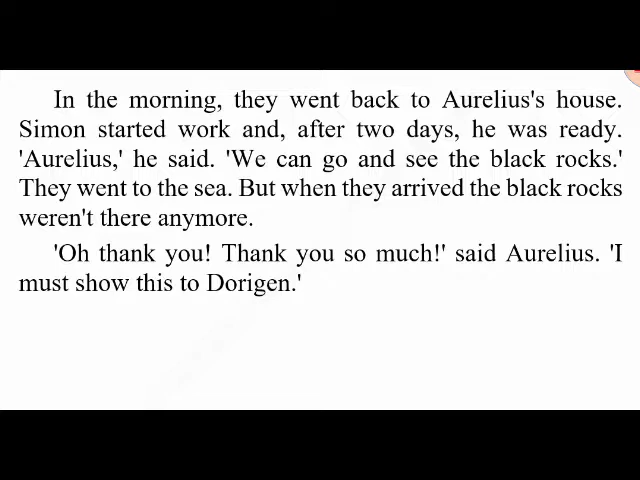 In the morning, they went back to Aurelius's house.
Simon started work and, after two days, he was ready.
'Aurelius,' he said. 'We can go and see the black rocks.'
They went to the sea. But when they arrived the black rocks
weren't there anymore.
'Oh thank you! Thank you so much!' said Aurelius. 'I
must show this to Dorigen.'